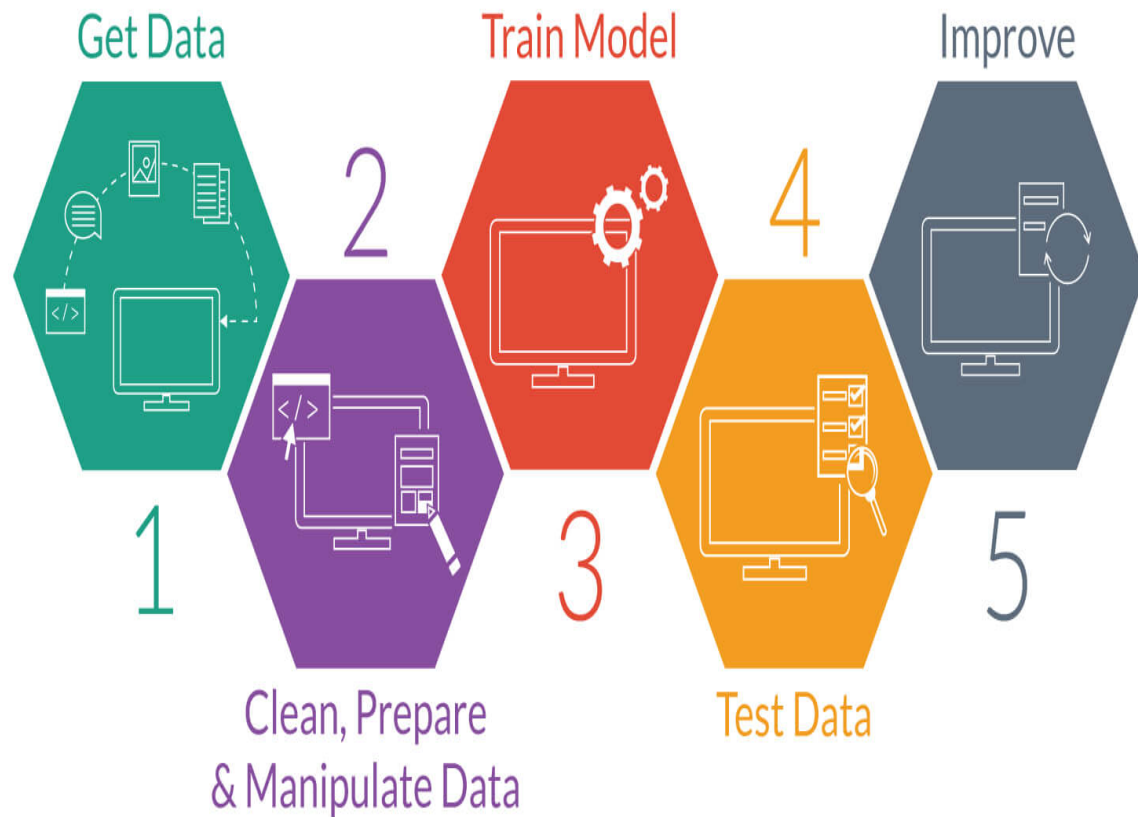 Get Data
1
2
Clean, Prepare
& Manipulate Data
Train Model
3
4
Test Data
Improve
5
</>
</>